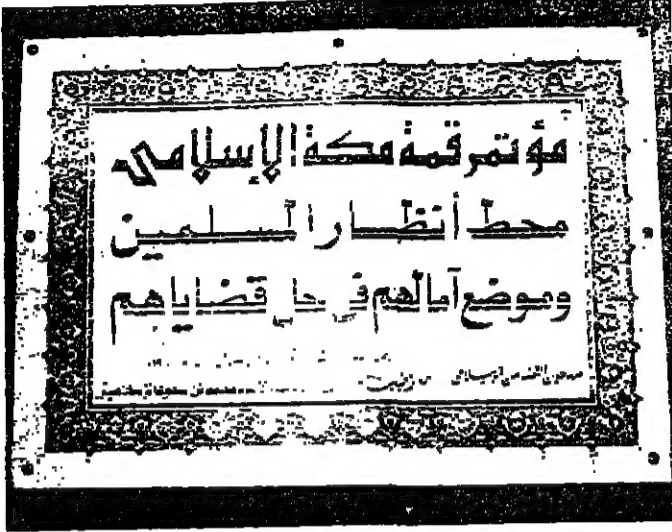 مؤتمر قمة مكة الإسلامي
محط أنظار المسلمين
وموضع آمالهم في حل قضاياهم